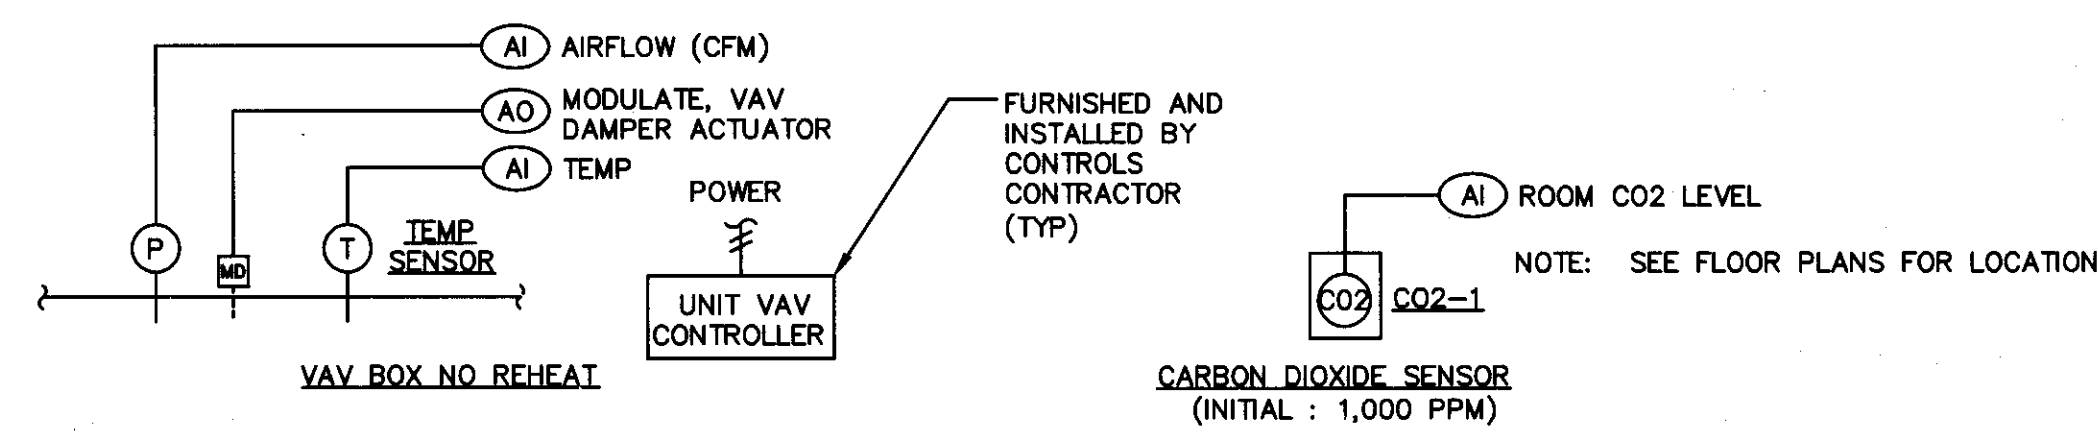 AI AIRFLOW (CFM)
AO MODULATE, VAV
DAMPER ACTUATOR
AI TEMP
P
MD
T
TEMP
SENSOR
VAV BOX NO REHEAT
POWER
UNIT VAV
CONTROLLER
FURNISHED AND
INSTALLED BY
CONTROLS
CONTRACTOR
(TYP)
AI ROOM CO2 LEVEL
NOTE: SEE FLOOR PLANS FOR LOCATION
CO2 CO2-1
CARBON DIOXIDE SENSOR
(INITIAL : 1,000 PPM)